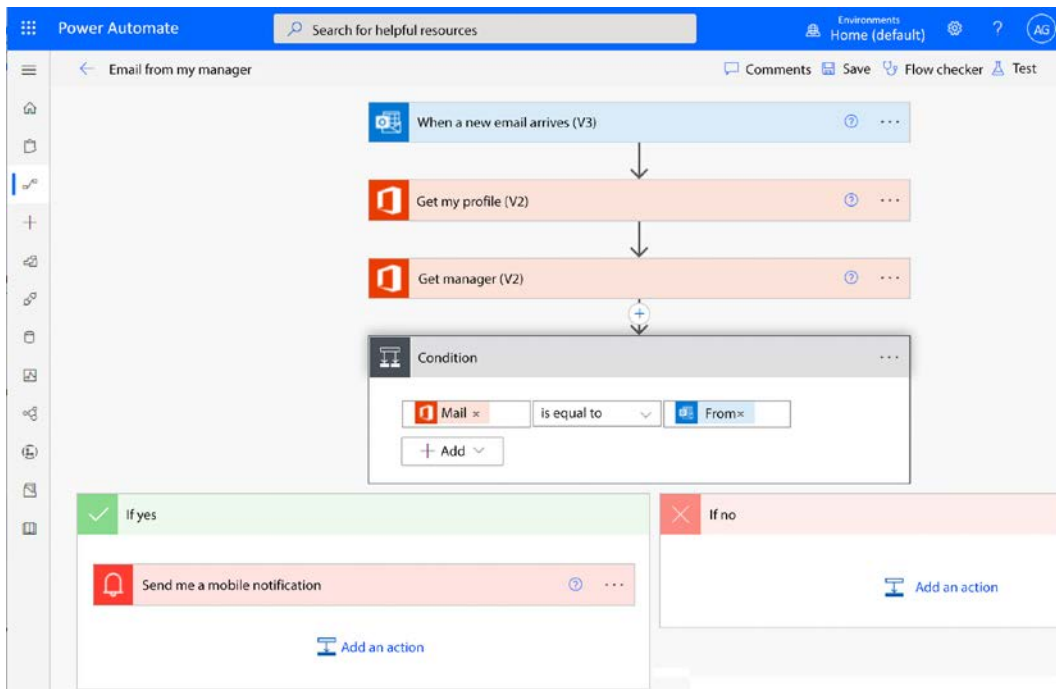 Power Automate
Search for helpful resources
Environments
Home (default)
?
AG
Email from my manager
Comments Save Flow checker Test
When a new email arrives (V3)
Get my profile (V2)
Get manager (V2)
Condition
Mail × is equal to From×
+ Add
If yes
If no
Send me a mobile notification
Add an action
Add an action